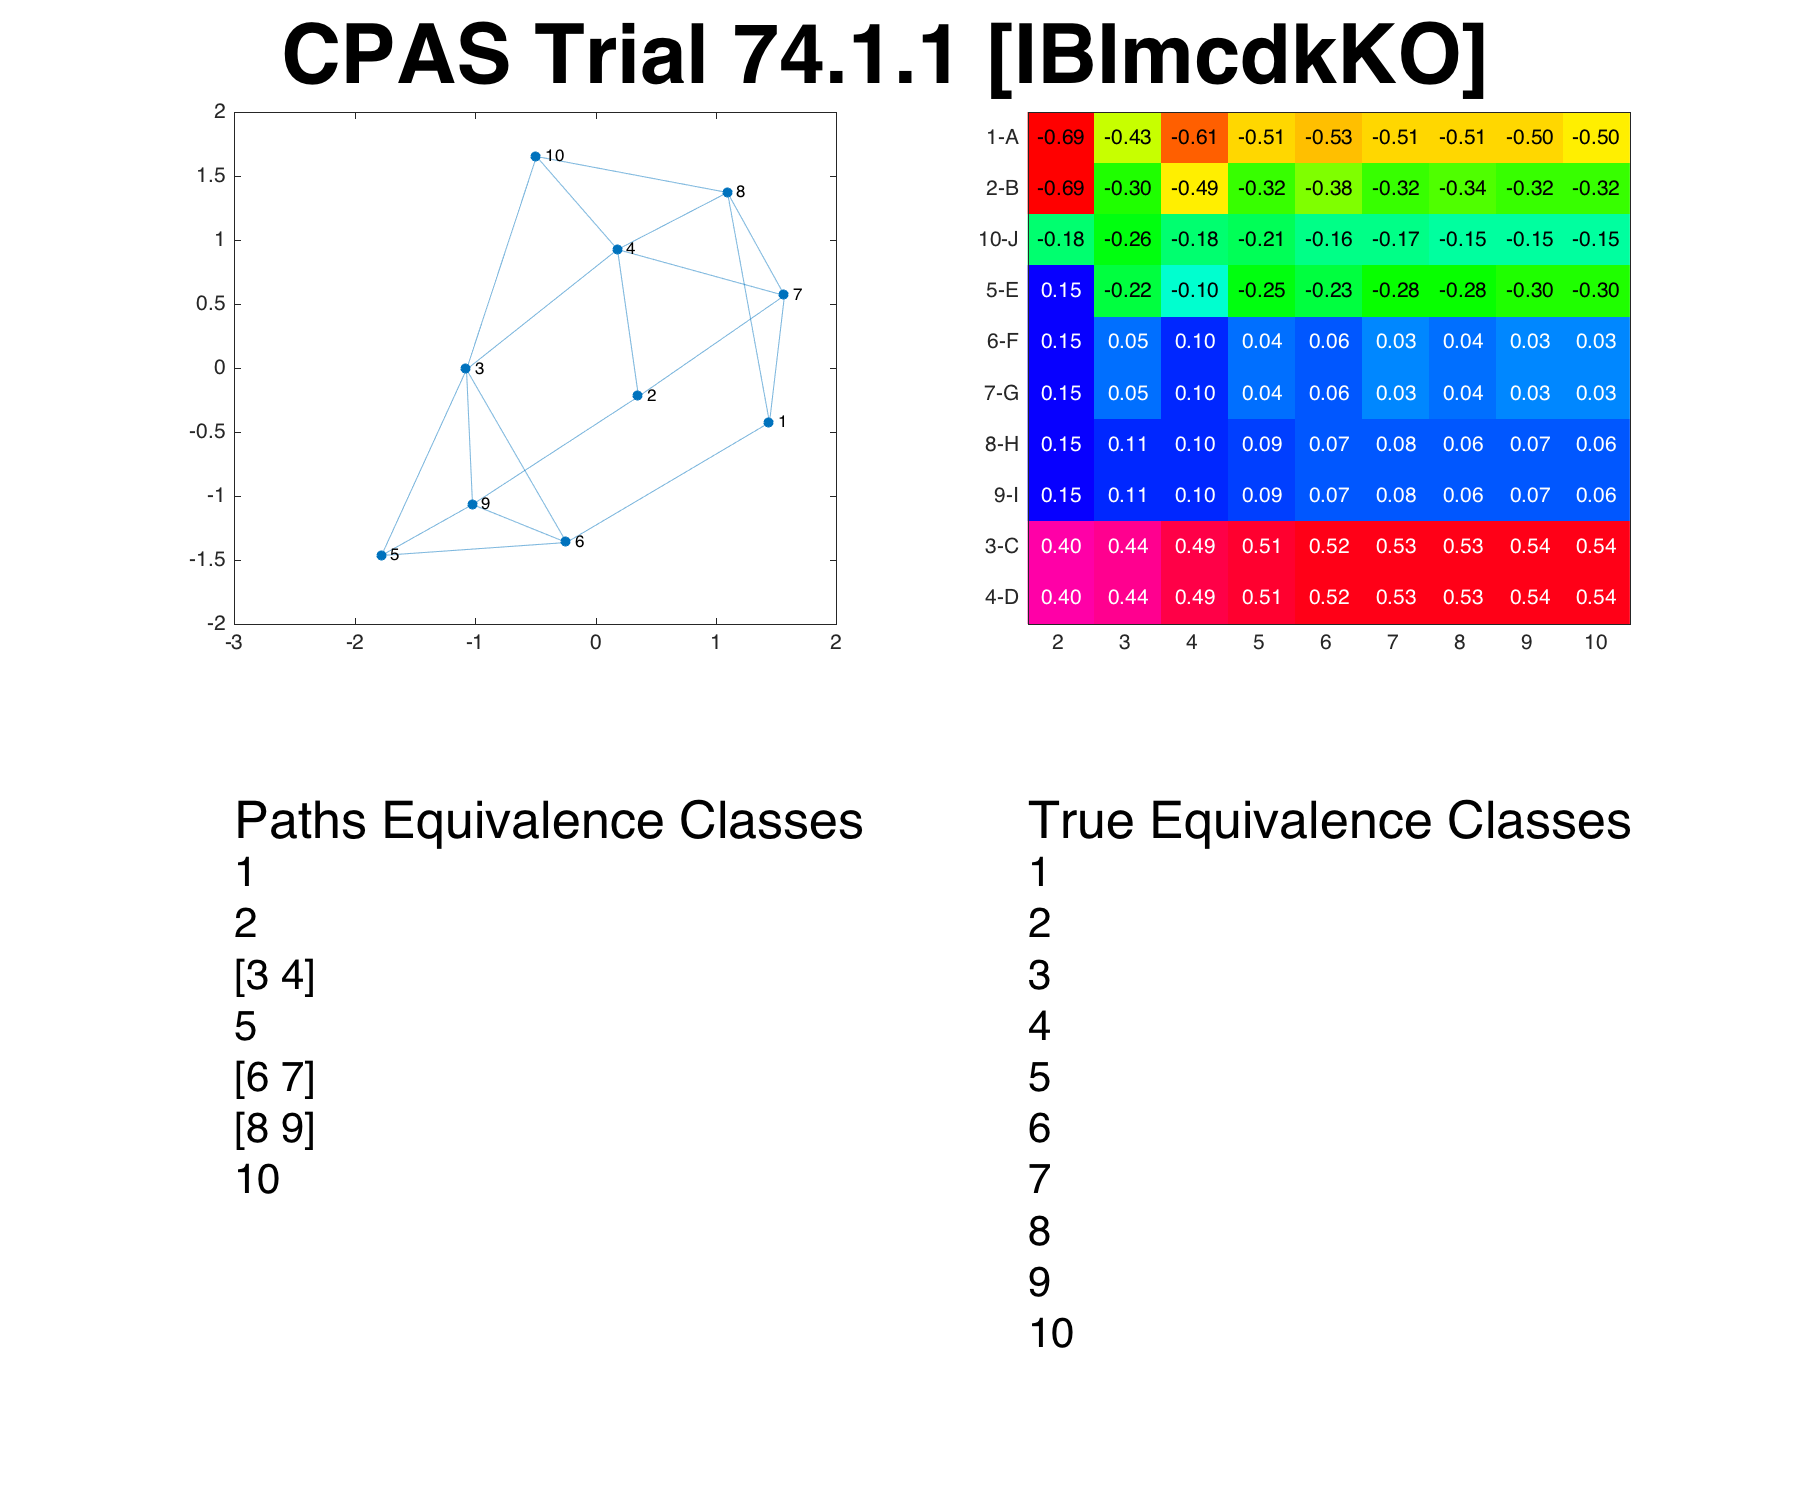 CPAS Trial 74.1.1 [IBImcdkKO]
2
1.5
1
0.5
0
-0.5
-1
-1.5
-2
-3 -2 -1 0 1 2
10
8
4
7
3
2
1
9
6
5
1-A -0.69 -0.43 -0.61 -0.51 -0.53 -0.51 -0.51 -0.50 -0.50
2-B -0.69 -0.30 -0.49 -0.32 -0.38 -0.32 -0.34 -0.32 -0.32
10-J -0.18 -0.26 -0.18 -0.21 -0.16 -0.17 -0.15 -0.15 -0.15
5-E 0.15 -0.22 -0.10 -0.25 -0.23 -0.28 -0.28 -0.30 -0.30
6-F 0.15 0.05 0.10 0.04 0.06 0.03 0.04 0.03 0.03
7-G 0.15 0.05 0.10 0.04 0.06 0.03 0.04 0.03 0.03
8-H 0.15 0.11 0.10 0.09 0.07 0.08 0.06 0.07 0.06
9-I 0.15 0.11 0.10 0.09 0.07 0.08 0.06 0.07 0.06
3-C 0.40 0.44 0.49 0.51 0.52 0.53 0.53 0.54 0.54
4-D 0.40 0.44 0.49 0.51 0.52 0.53 0.53 0.54 0.54
2 3 4 5 6 7 8 9 10
Paths Equivalence Classes
1
2
[3 4]
5
[6 7]
[8 9]
10
True Equivalence Classes
1
2
3
4
5
6
7
8
9
10